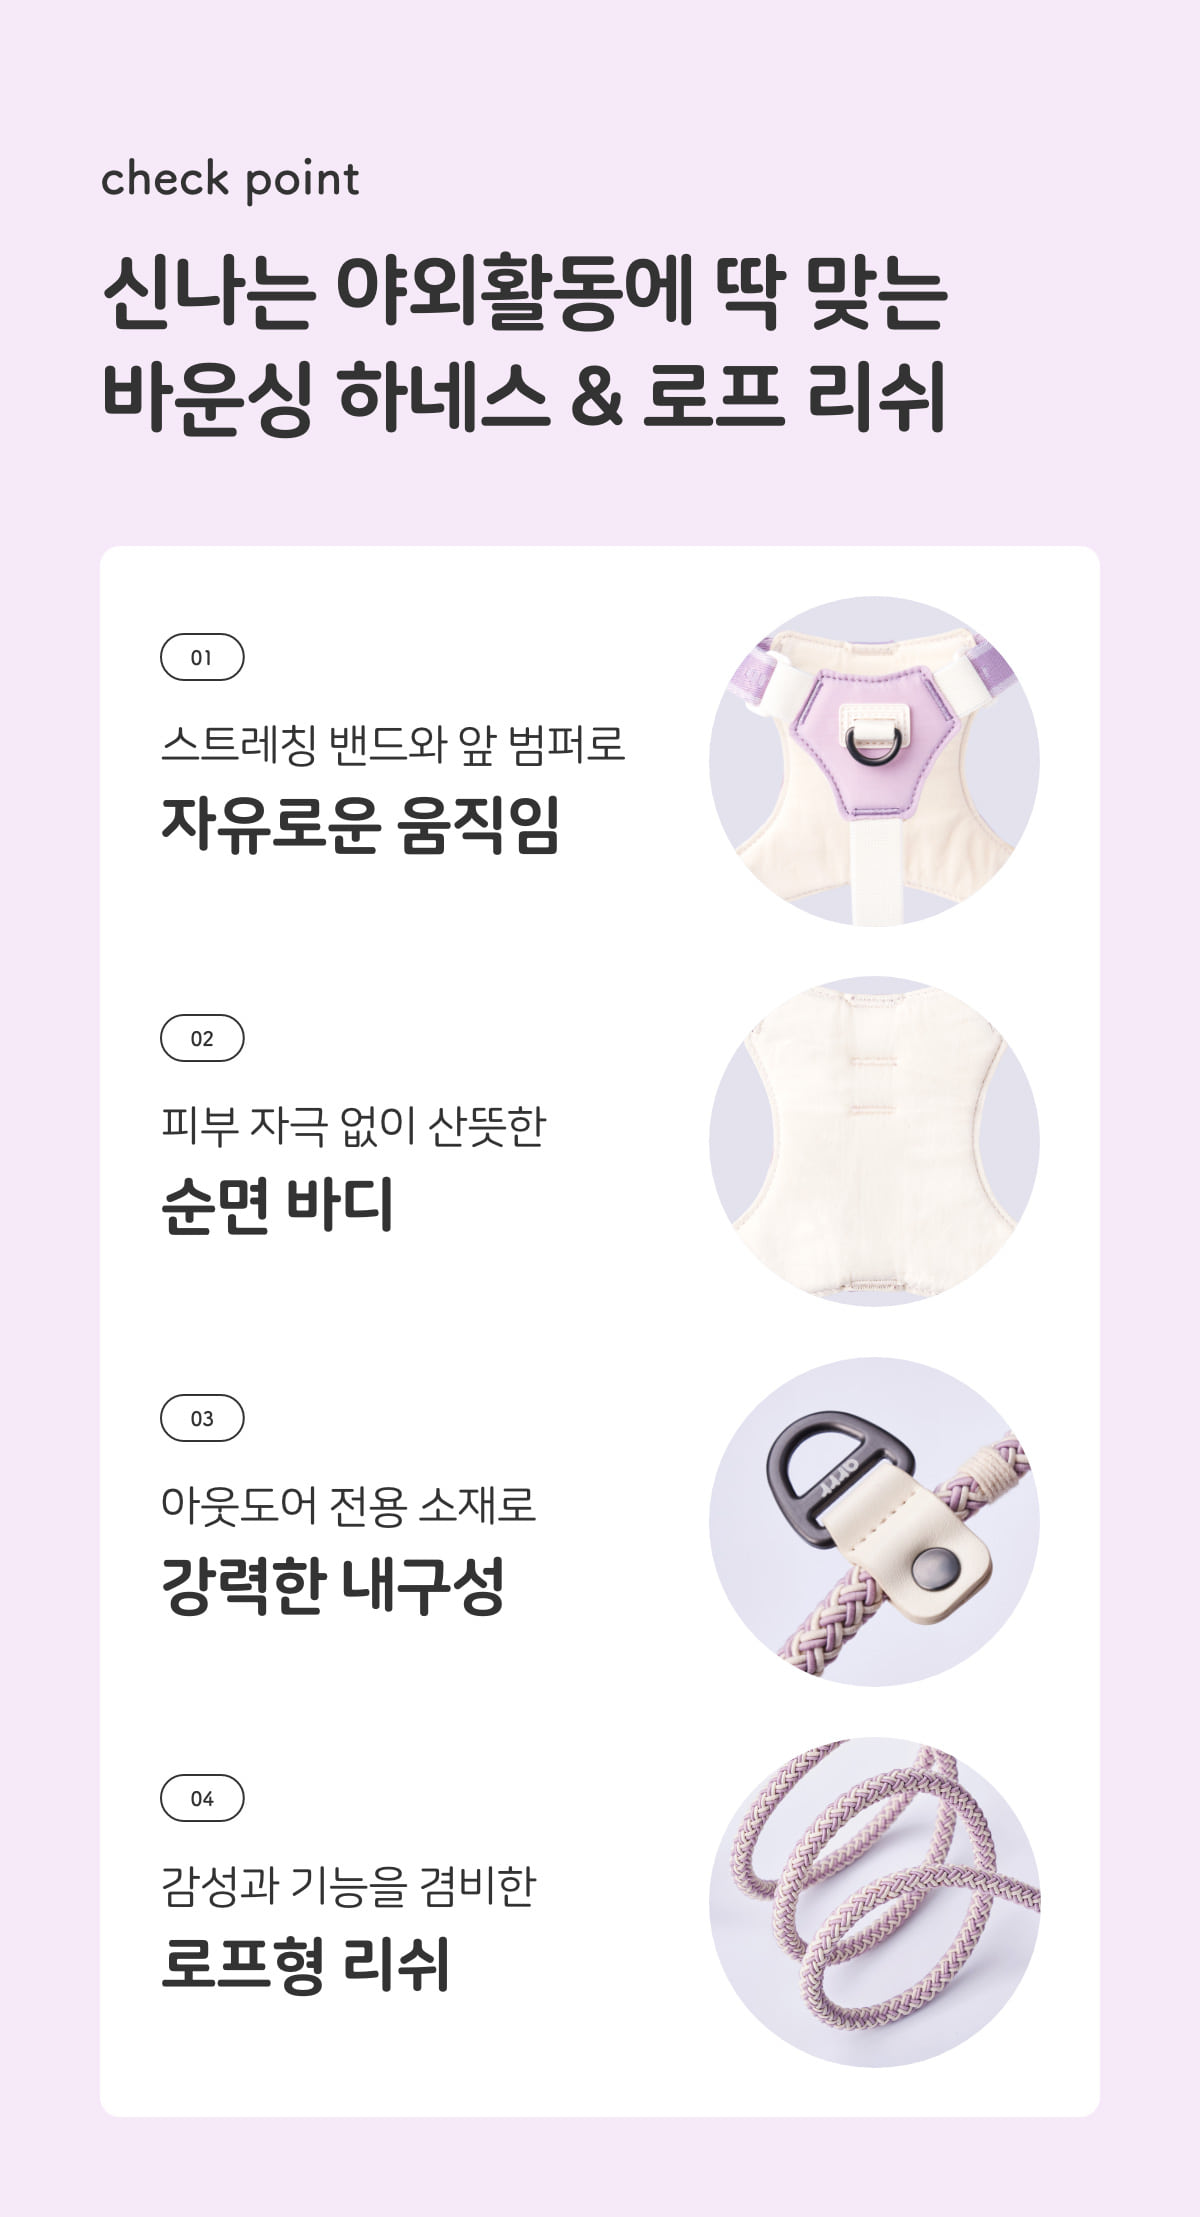 check point
신나는 야외활동에 딱 맞는
바운싱 하네스 & 로프 리쉬
01
스트레칭 밴드와 앞 범퍼로
자유로운 움직임
02
피부 자극 없이 산뜻한
순면 바디
03
아웃도어 전용 소재로
강력한 내구성
arrr
04
감성과 기능을 겸비한
로프형 리쉬